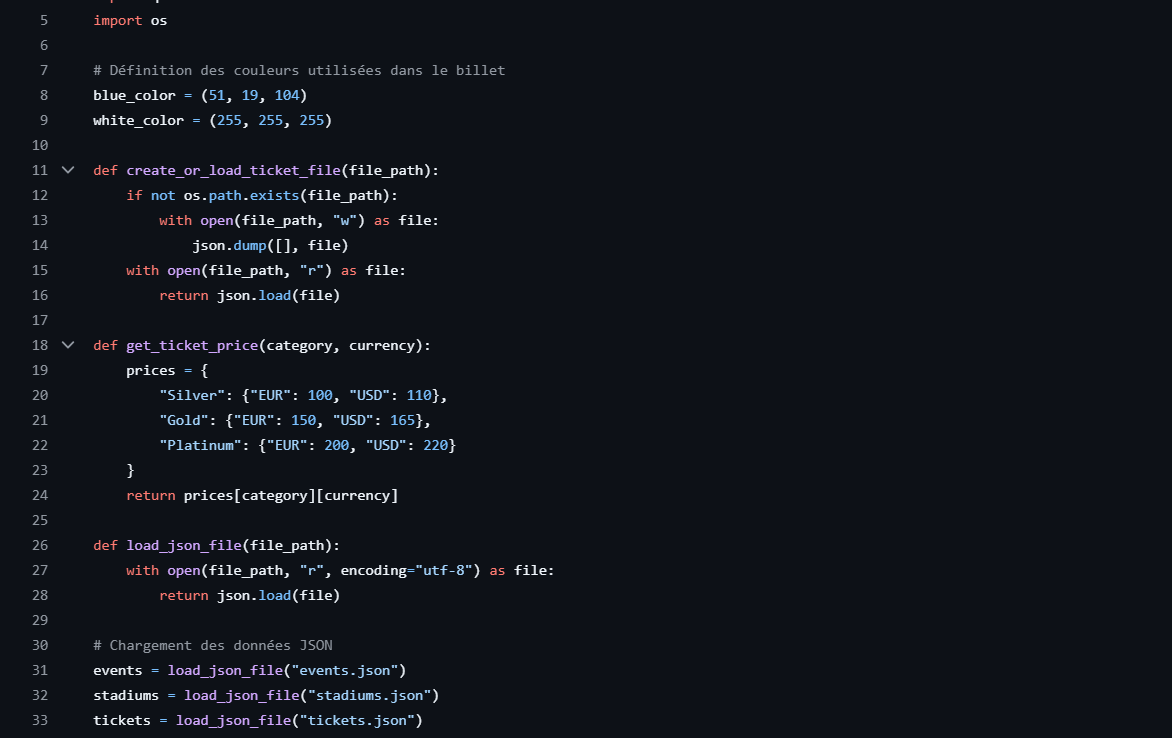 5 import os
6
7 # Définition des couleurs utilisées dans le billet
8 blue_color = (51, 19, 104)
9 white_color = (255, 255, 255)
10
11 def create_or_load_ticket_file(file_path):
12     if not os.path.exists(file_path):
13         with open(file_path, "w") as file:
14             json.dump([], file)
15     with open(file_path, "r") as file:
16         return json.load(file)
17
18 def get_ticket_price(category, currency):
19     prices = {
20         "Silver": {"EUR": 100, "USD": 110},
21         "Gold": {"EUR": 150, "USD": 165},
22         "Platinum": {"EUR": 200, "USD": 220}
23     }
24     return prices[category][currency]
25
26 def load_json_file(file_path):
27     with open(file_path, "r", encoding="utf-8") as file:
28         return json.load(file)
29
30 # Chargement des données JSON
31 events = load_json_file("events.json")
32 stadiums = load_json_file("stadiums.json")
33 tickets = load_json_file("tickets.json")